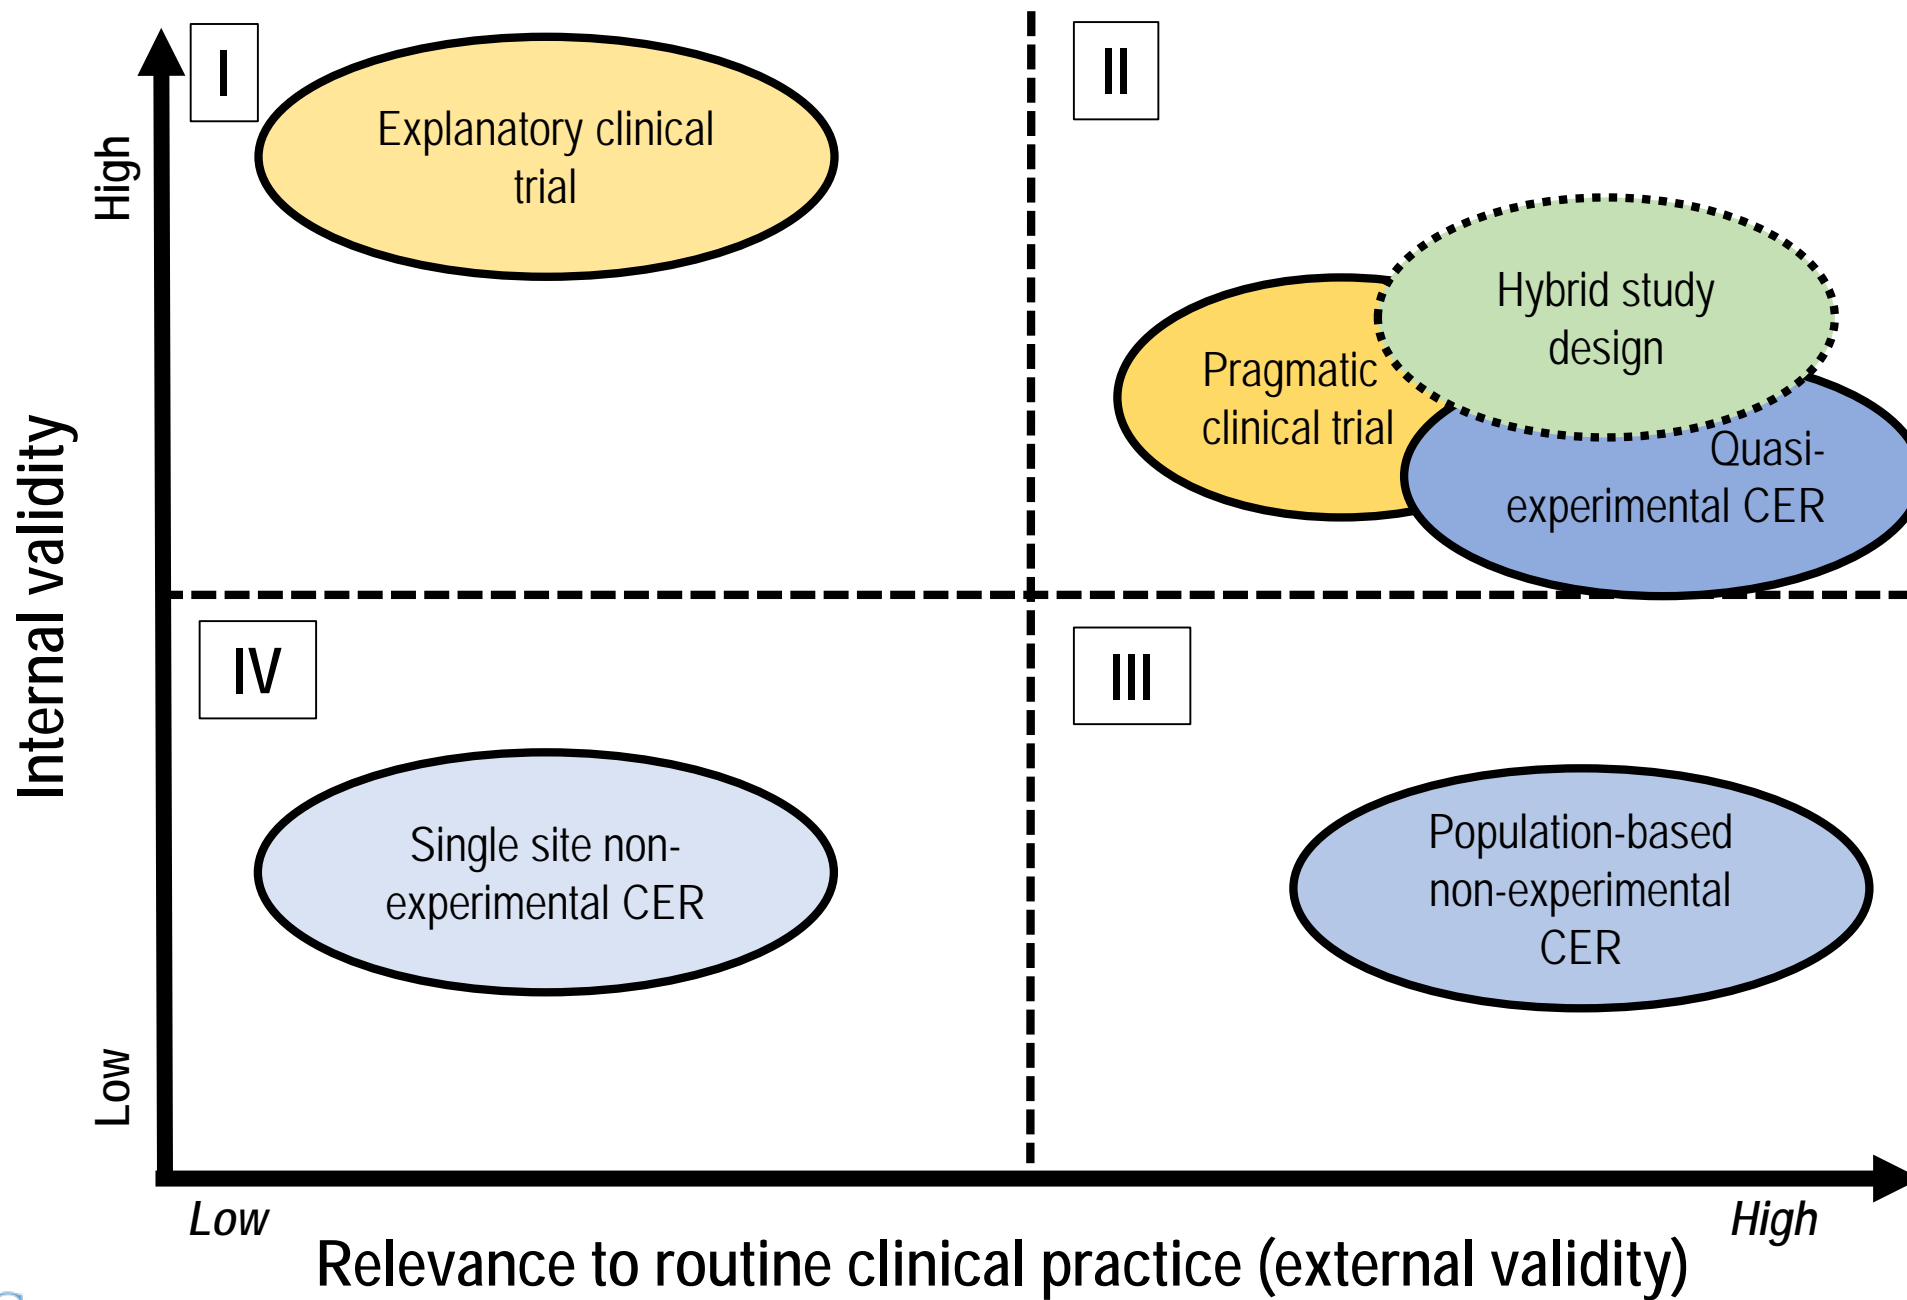 I
II
Explanatory clinical
trial
High
Hybrid study
design
Pragmatic
clinical trial
Quasi-
experimental CER
Internal validity
IV
III
Single site non-
experimental CER
Population-based
non-experimental
CER
Low
Low
High
Relevance to routine clinical practice (external validity)